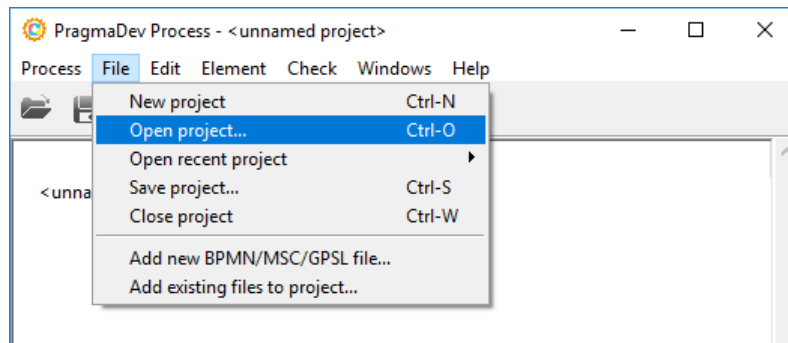 PragmaDev Process - <unnamed project>
Process File Edit Element Check Windows Help
New project Ctrl-N
Open project... Ctrl-O
Open recent project
<unna
Save project... Ctrl-S
Close project Ctrl-W
Add new BPMN/MSC/GPSL file...
Add existing files to project...